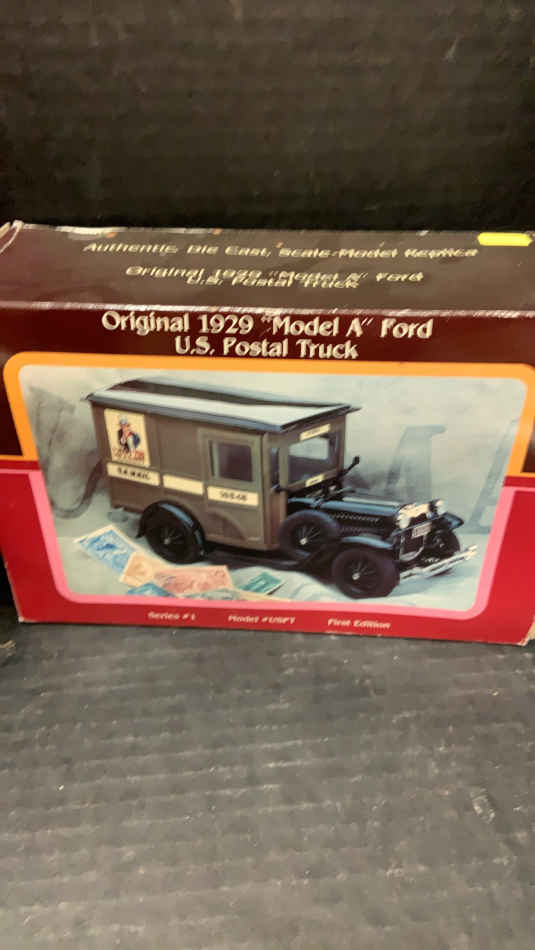 Authentic, Die Cast, Scale-Model Replica
Original 1929 "Model A" Ford
U.S. Postal Truck
Original 1929 "Model A" Ford
U.S. Postal Truck
U.S. MAIL
Series #1 Model #USPT First Edition